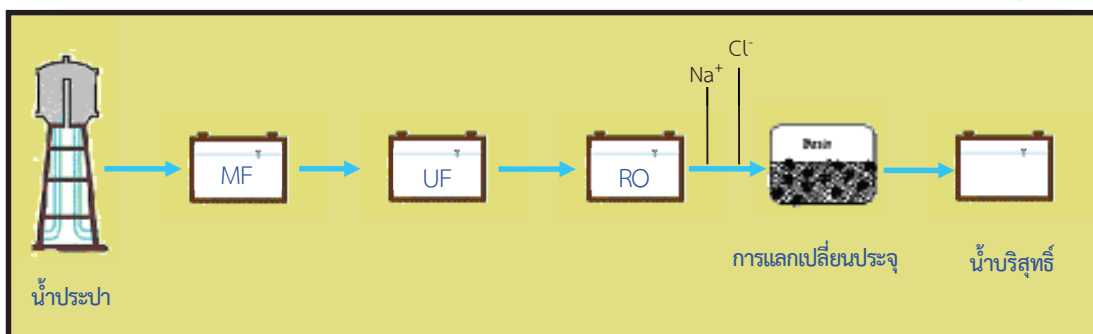 Cl⁻
Na⁺
MF
UF
RO
Resin
การแลกเปลี่ยนประจุ
น้ำบริสุทธิ์
น้ำประปา